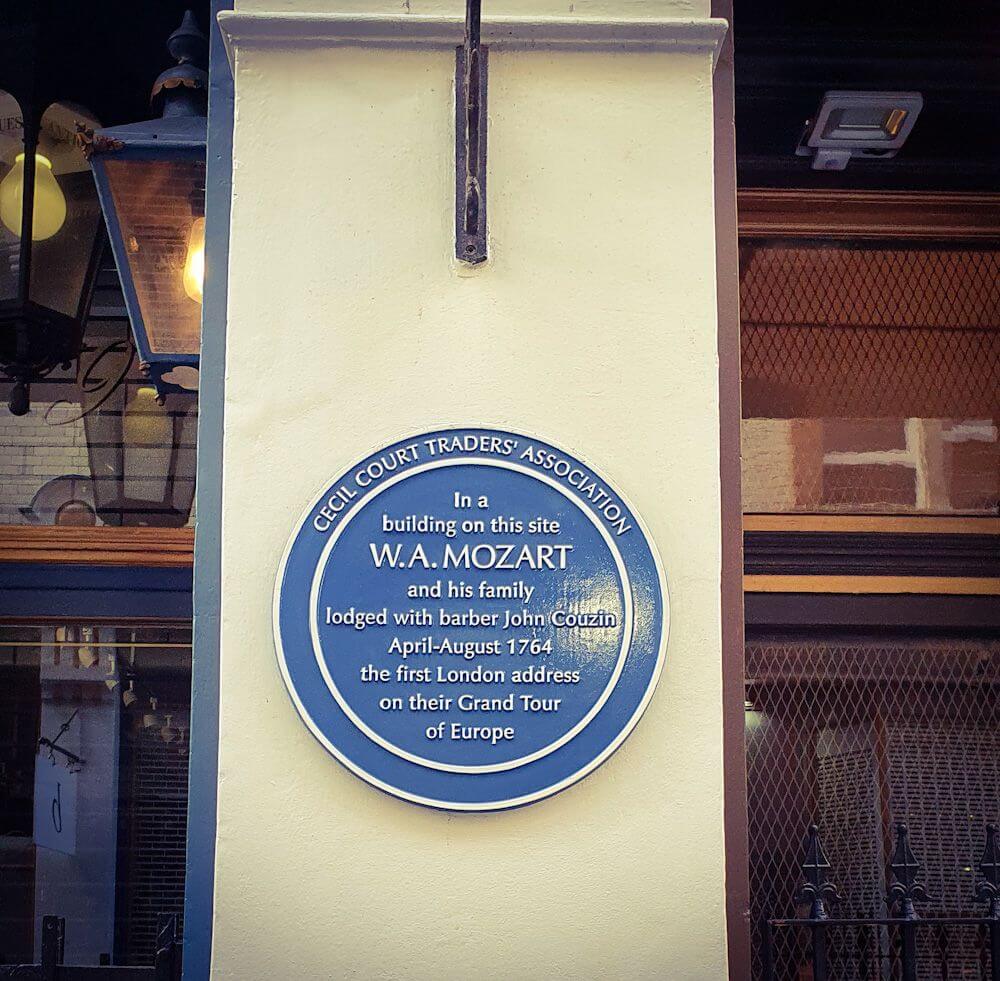 CECIL COURT TRADERS' ASSOCIATION
In a
building on this site
W.A. MOZART
and his family
lodged with barber John Couzin
April-August 1764
the first London address
on their Grand Tour
of Europe